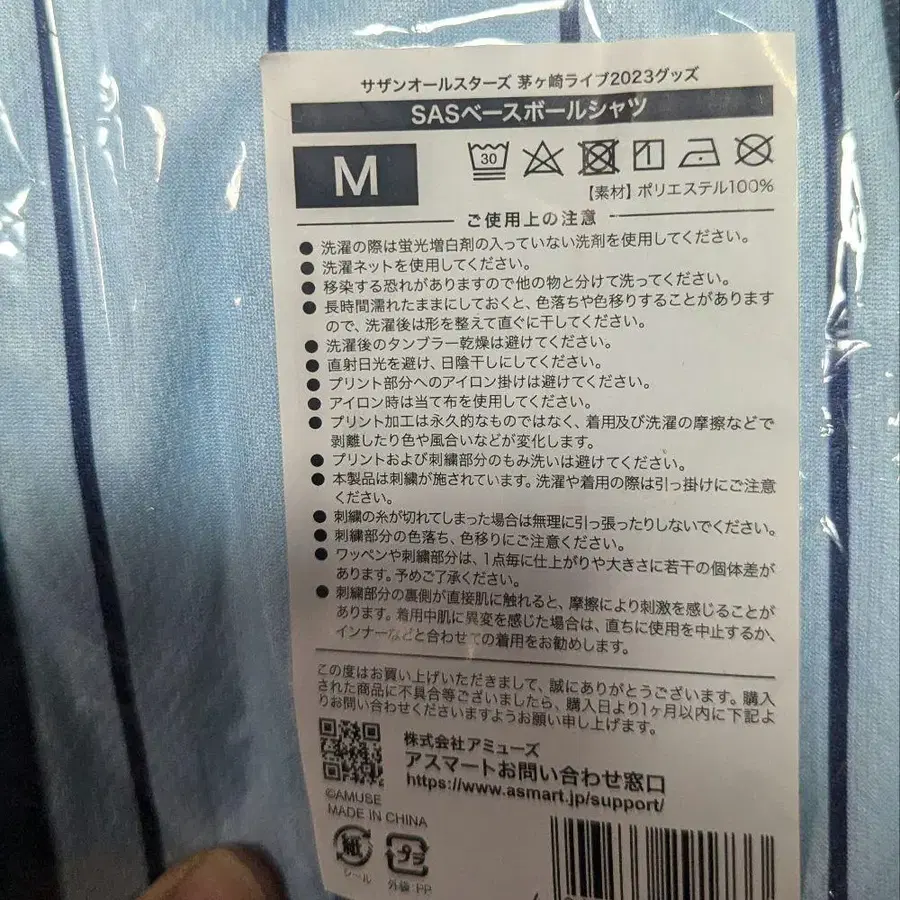 サザンオールスターズ 茅ヶ崎ライブ2023グッズ
SASベースボールシャツ
M
30
【素材】ポリエステル100%
ご使用上の注意
● 洗濯の際は蛍光増白剤の入っていない洗剤を使用してください。
● 洗濯ネットを使用してください。
● 移染する恐れがありますので他の物と分けて洗ってください。
● 長時間濡れたままにしておくと、色落ちや色移りすることがあります
ので、洗濯後は形を整えて直ぐに干してください。
● 洗濯後のタンブラー乾燥は避けてください。
● 直射日光を避け、日陰干しにしてください。
● プリント部分へのアイロン掛けは避けてください。
● アイロン時は当て布を使用してください。
● プリント加工は永久的なものではなく、着用及び洗濯の摩擦などで
剥離したり色や風合いなどが変化します。
● プリントおよび刺繍部分のもみ洗いは避けてください。
● 本製品は刺繍が施されています。洗濯や着用の際は引っ掛けにご注意
ください。
● 刺繍の糸が切れてしまった場合は無理に引っ張ったりしないでください。
● 刺繍部分の色落ち、色移りにご注意ください。
● ワッペンや刺繍部分は、1点毎に仕上がりや大きさに若干の個体差が
あります。予めご了承ください。
● 刺繍部分の裏側が直接肌に触れると、摩擦により刺激を感じることが
あります。着用中肌に異変を感じた場合は、直ちに使用を中止するか、
インナーなどと合わせての着用をお勧めします。
この度はお買い上げいただきまして、誠にありがとうございます。購入
された商品に不具合等ございましたら、購入日より1ヶ月以内に下記よ
りお問い合わせくださいますようお願い申し上げます。
株式会社アミューズ
アスマートお問い合わせ窓口
https://www.asmart.jp/support/
©AMUSE
MADE IN CHINA
紙
シール
プラ
外袋:PP